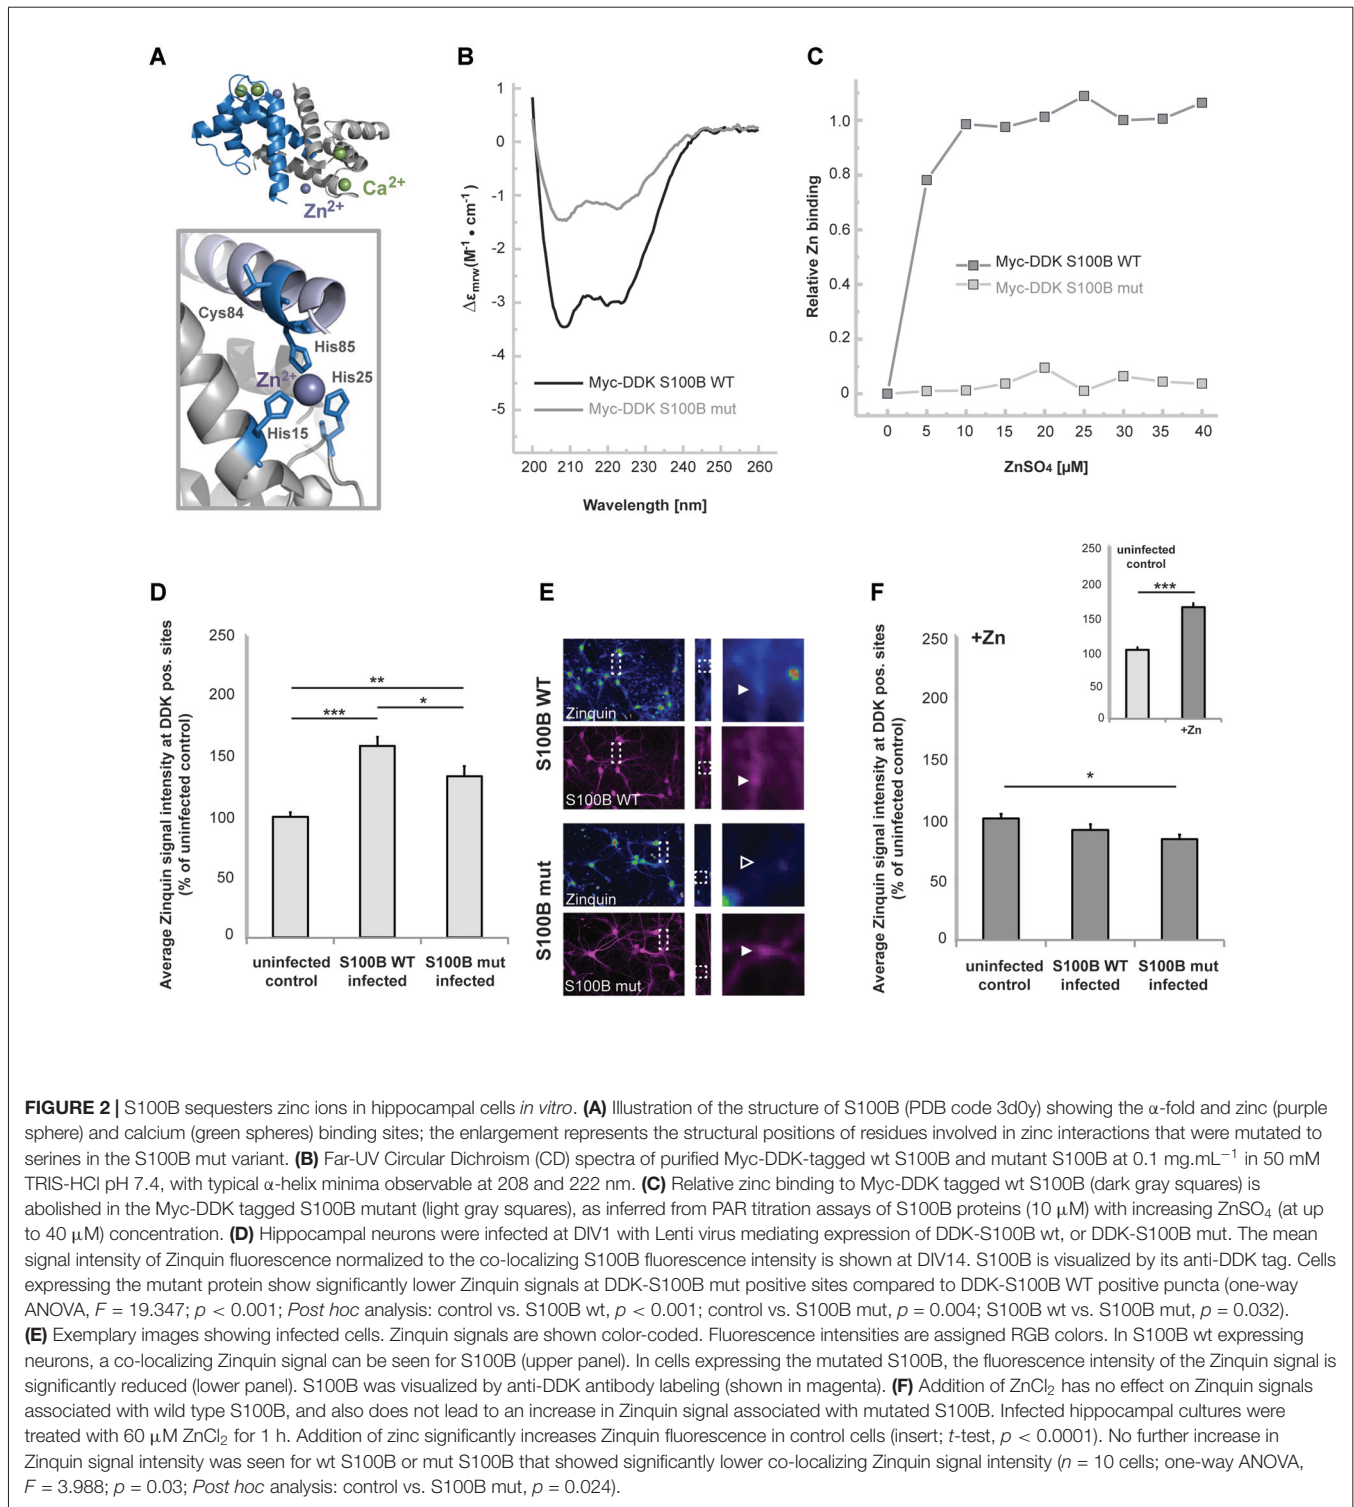 A
Ca2+
Zn2+
Cys84
His85
Zn2+
His25
His15
B
1
0
-1
-2
-3
-4
-5
Δεmrw(M-1 • cm-1)
Myc-DDK S100B WT
Myc-DDK S100B mut
200 210 220 230 240 250 260
Wavelength [nm]
C
1.0
0.8
0.6
0.4
0.2
0
Relative Zn binding
Myc-DDK S100B WT
Myc-DDK S100B mut
0 5 10 15 20 25 30 35 40
ZnSO4 [µM]
D
Average Zinquin signal intensity at DDK pos. sites
(% of uninfected control)
250
200
150
100
50
0
**
***
*
uninfected control
S100B WT infected
S100B mut infected
E
S100B WT
Zinquin
S100B WT
S100B mut
Zinquin
S100B mut
F
+Zn
Average Zinquin signal intensity at DDK pos. sites
(% of uninfected control)
250
200
150
100
50
0
*
uninfected control
S100B WT infected
S100B mut infected
250
200
150
100
50
0
uninfected
control
***
+Zn
FIGURE 2 | S100B sequesters zinc ions in hippocampal cells in vitro. (A) Illustration of the structure of S100B (PDB code 3d0y) showing the α-fold and zinc (purple
sphere) and calcium (green spheres) binding sites; the enlargement represents the structural positions of residues involved in zinc interactions that were mutated to
serines in the S100B mut variant. (B) Far-UV Circular Dichroism (CD) spectra of purified Myc-DDK-tagged wt S100B and mutant S100B at 0.1 mg.mL−1 in 50 mM
TRIS-HCl pH 7.4, with typical α-helix minima observable at 208 and 222 nm. (C) Relative zinc binding to Myc-DDK tagged wt S100B (dark gray squares) is
abolished in the Myc-DDK tagged S100B mutant (light gray squares), as inferred from PAR titration assays of S100B proteins (10 μM) with increasing ZnSO4 (at up
to 40 μM) concentration. (D) Hippocampal neurons were infected at DIV1 with Lenti virus mediating expression of DDK-S100B wt, or DDK-S100B mut. The mean
signal intensity of Zinquin fluorescence normalized to the co-localizing S100B fluorescence intensity is shown at DIV14. S100B is visualized by its anti-DDK tag. Cells
expressing the mutant protein show significantly lower Zinquin signals at DDK-S100B mut positive sites compared to DDK-S100B WT positive puncta (one-way
ANOVA, F = 19.347; p < 0.001; Post hoc analysis: control vs. S100B wt, p < 0.001; control vs. S100B mut, p = 0.004; S100B wt vs. S100B mut, p = 0.032).
(E) Exemplary images showing infected cells. Zinquin signals are shown color-coded. Fluorescence intensities are assigned RGB colors. In S100B wt expressing
neurons, a co-localizing Zinquin signal can be seen for S100B (upper panel). In cells expressing the mutated S100B, the fluorescence intensity of the Zinquin signal is
significantly reduced (lower panel). S100B was visualized by anti-DDK antibody labeling (shown in magenta). (F) Addition of ZnCl2 has no effect on Zinquin signals
associated with wild type S100B, and also does not lead to an increase in Zinquin signal associated with mutated S100B. Infected hippocampal cultures were
treated with 60 μM ZnCl2 for 1 h. Addition of zinc significantly increases Zinquin fluorescence in control cells (insert; t-test, p < 0.0001). No further increase in
Zinquin signal intensity was seen for wt S100B or mut S100B that showed significantly lower co-localizing Zinquin signal intensity (n = 10 cells; one-way ANOVA,
F = 3.988; p = 0.03; Post hoc analysis: control vs. S100B mut, p = 0.024).